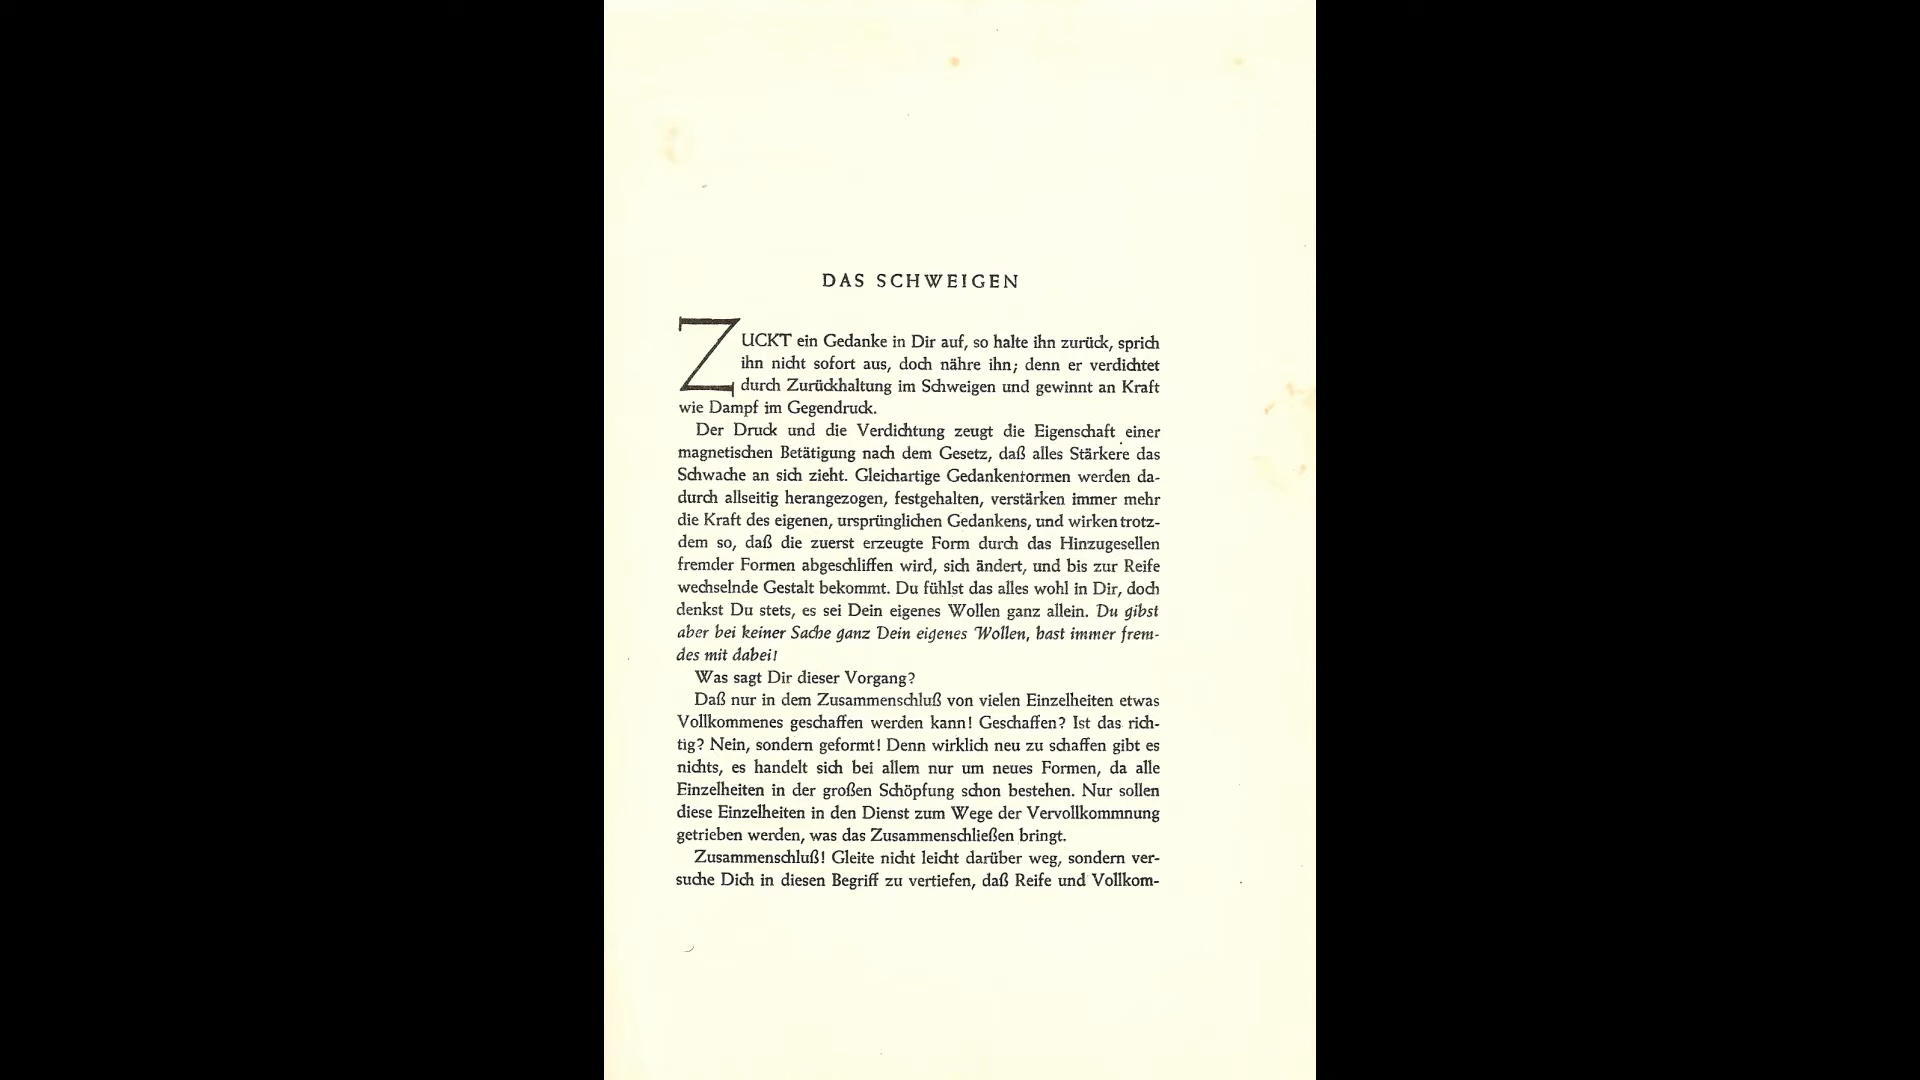 DAS SCHWEIGEN
ZUCKT ein Gedanke in Dir auf, so halte ihn zurück, sprich
ihn nicht sofort aus, doch nähre ihn; denn er verdichtet
durch Zurückhaltung im Schweigen und gewinnt an Kraft
wie Dampf im Gegendruck.
Der Druck und die Verdichtung zeugt die Eigenschaft einer
magnetischen Betätigung nach dem Gesetz, daß alles Stärkere das
Schwache an sich zieht. Gleichartige Gedankenformen werden da-
durch allseitig herangezogen, festgehalten, verstärken immer mehr
die Kraft des eigenen, ursprünglichen Gedankens, und wirken trotz-
dem so, daß die zuerst erzeugte Form durch das Hinzugesellen
fremder Formen abgeschliffen wird, sich ändert, und bis zur Reife
wechselnde Gestalt bekommt. Du fühlst das alles wohl in Dir, doch
denkst Du stets, es sei Dein eigenes Wollen ganz allein. Du gibst
aber bei keiner Sache ganz Dein eigenes Wollen, hast immer frem-
des mit dabei!
Was sagt Dir dieser Vorgang?
Daß nur in dem Zusammenschluß von vielen Einzelheiten etwas
Vollkommenes geschaffen werden kann! Geschaffen? Ist das rich-
tig? Nein, sondern geformt! Denn wirklich neu zu schaffen gibt es
nichts, es handelt sich bei allem nur um neues Formen, da alle
Einzelheiten in der großen Schöpfung schon bestehen. Nur sollen
diese Einzelheiten in den Dienst zum Wege der Vervollkommnung
getrieben werden, was das Zusammenschließen bringt.
Zusammenschluß! Gleite nicht leicht darüber weg, sondern ver-
suche Dich in diesen Begriff zu vertiefen, daß Reife und Vollkom-